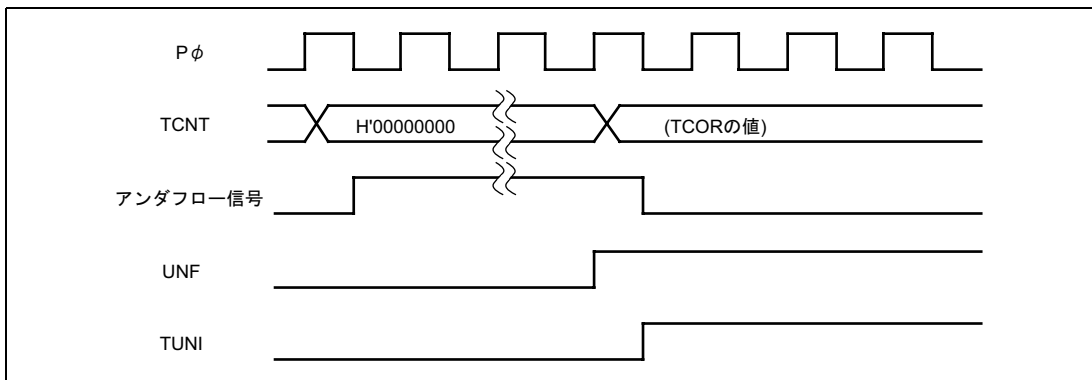 Pφ
TCNT
H'00000000
(TCORの値)
アンダフロー信号
UNF
TUNI